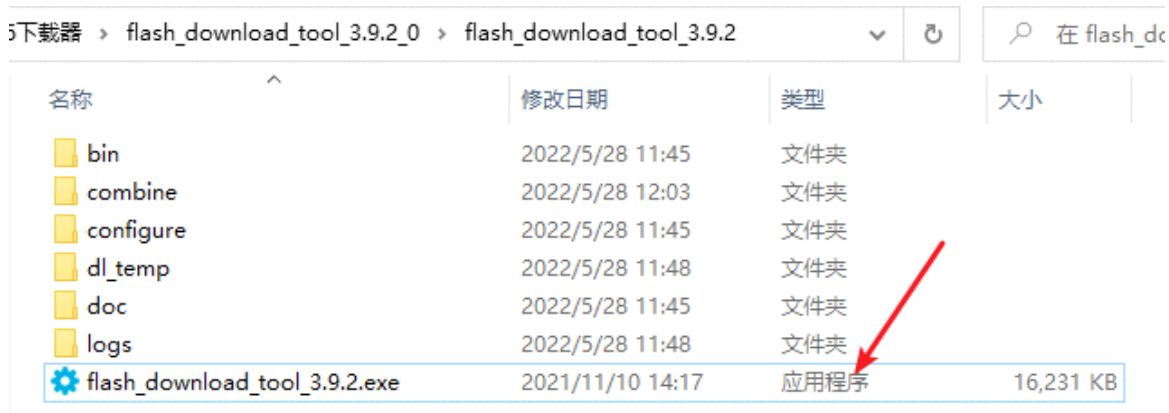 5下载器 › flash_download_tool_3.9.2_0 › flash_download_tool_3.9.2 在 flash_do
名称 修改日期 类型 大小
bin 2022/5/28 11:45 文件夹
combine 2022/5/28 12:03 文件夹
configure 2022/5/28 11:45 文件夹
dl_temp 2022/5/28 11:48 文件夹
doc 2022/5/28 11:45 文件夹
logs 2022/5/28 11:48 文件夹
flash_download_tool_3.9.2.exe 2021/11/10 14:17 应用程序 16,231 KB